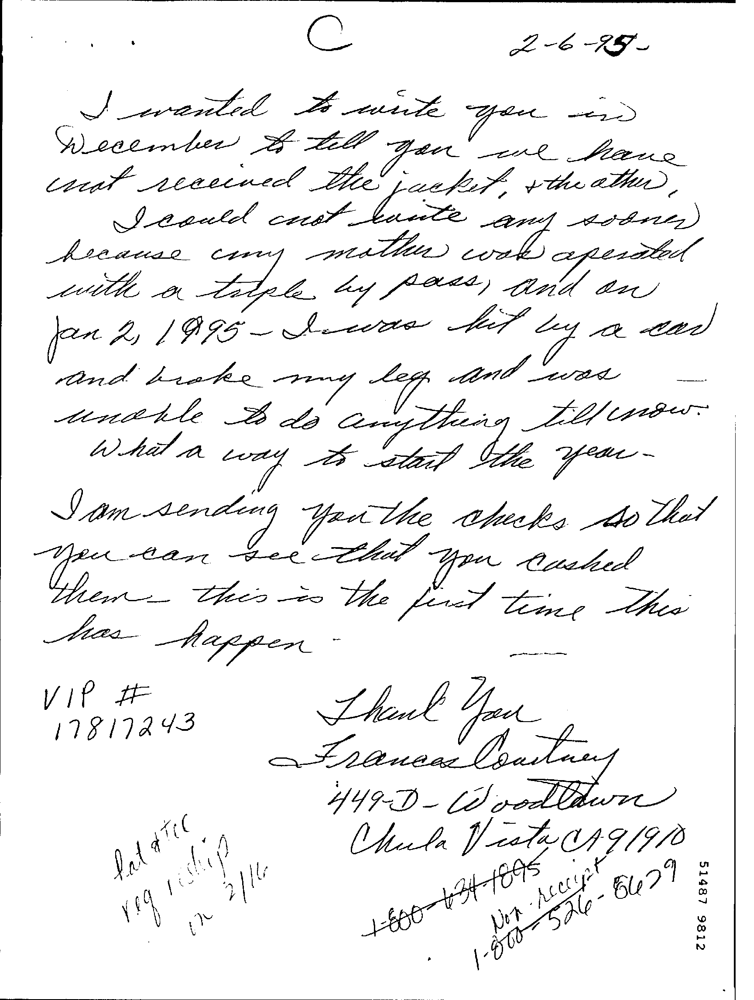 C
2-6-95-
I wanted to write you in
December to tell you we have
not received the jacket, & the other,
I could not write any sooner
because my mother was operated
with a triple by pass, and on
Jan 2, 1995 - I was hit by a car
and broke my leg and was
unable to do anything till now.
What a way to start the year -
I am sending you the checks so that
you can see that you cashed
them - this is the first time this
has happen -
VIP #
17817243
Thank You
Frances Courtney
449-D - Woodlawn
Chula Vista CA 91910
1-800-634-1895
Non-receipt
1-800-526-5629
req
in 2/16
51487 9812